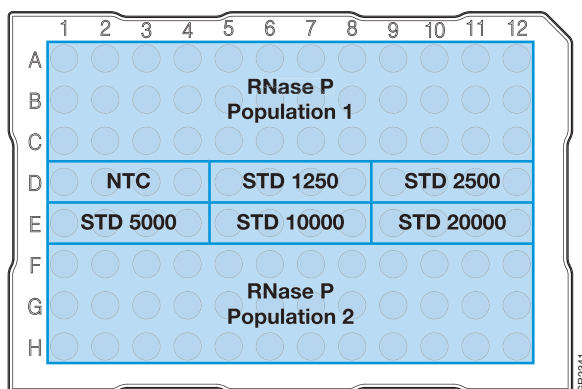 1 2 3 4 5 6 7 8 9 10 11 12
A
B
C
D
E
F
G
H
RNase P
Population 1
NTC STD 1250 STD 2500
STD 5000 STD 10000 STD 20000
RNase P
Population 2